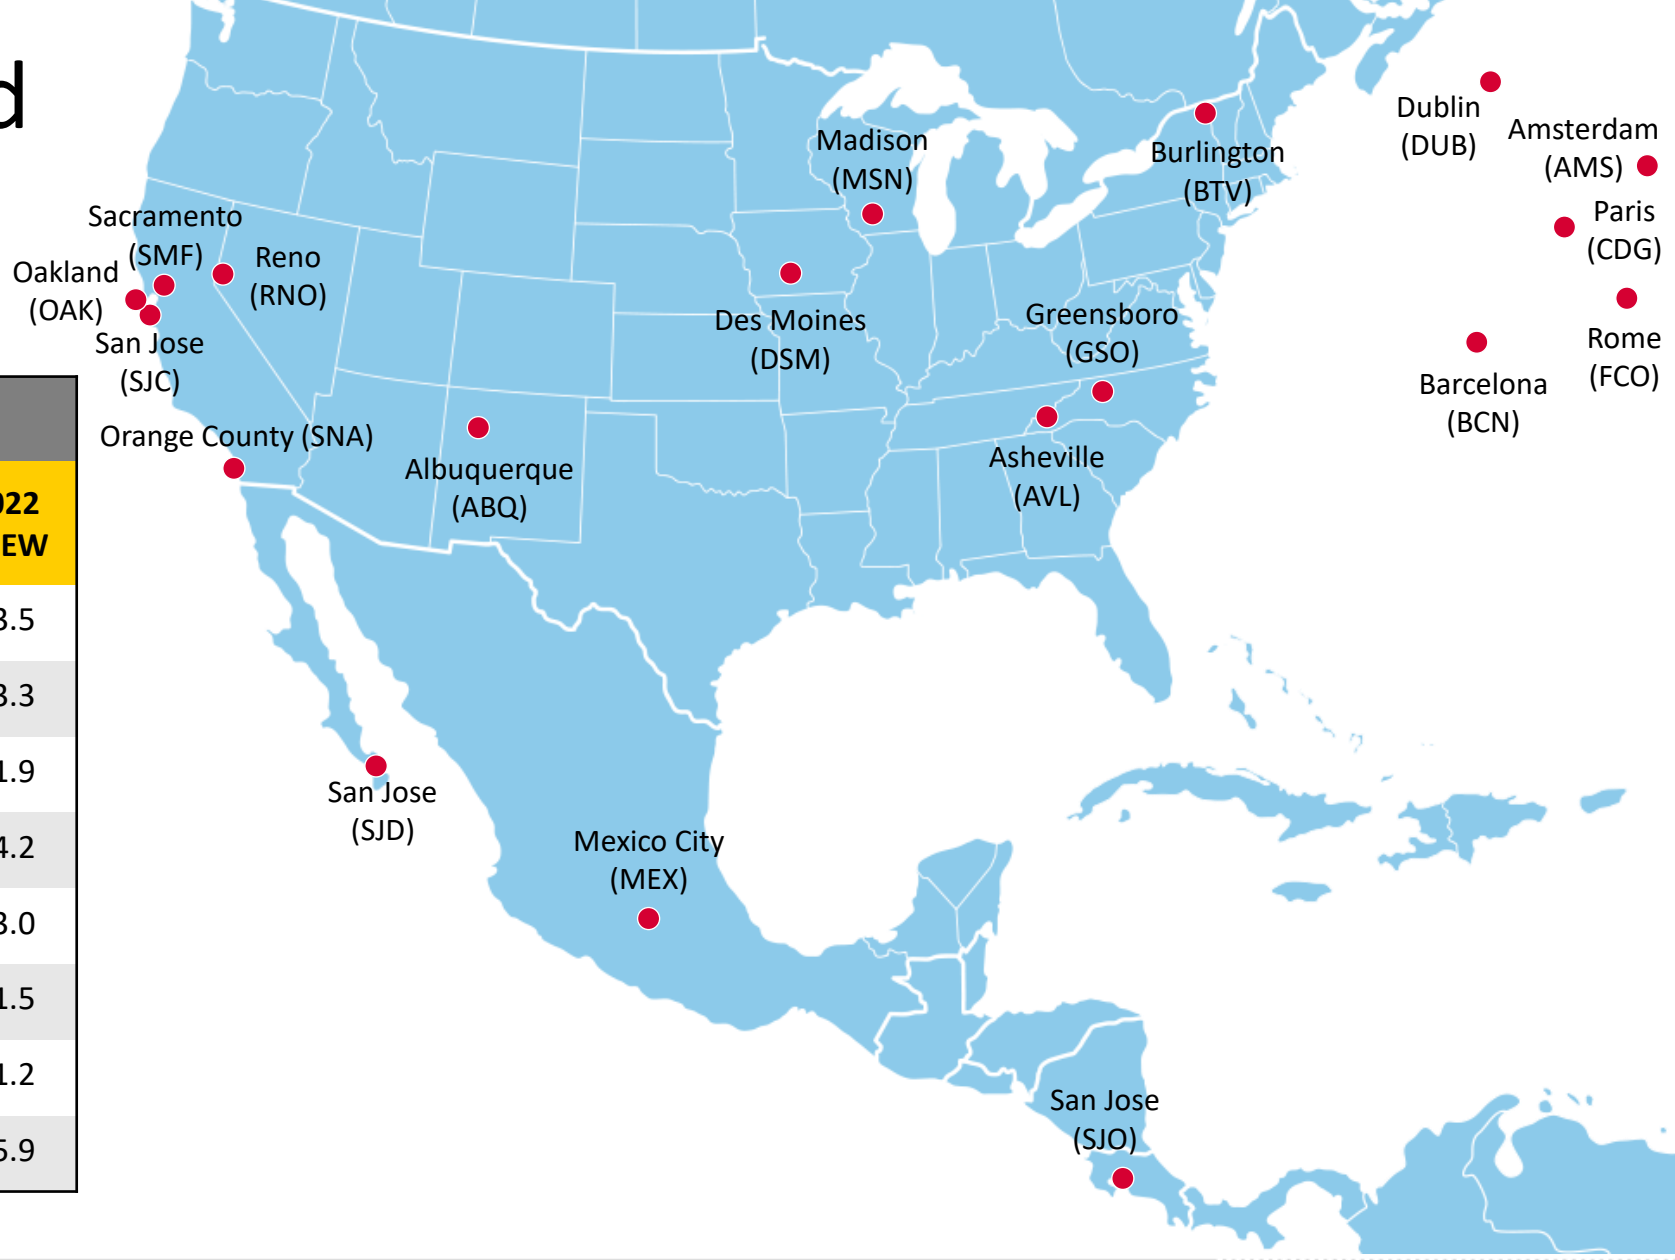 d
022
EW
3.5
3.3
1.9
4.2
3.0
1.5
1.2
5.9
Dublin
(DUB)
Amsterdam
(AMS)
Paris
(CDG)
Rome
(FCO)
Barcelona
(BCN)
Madison
(MSN)
Burlington
(BTV)
Sacramento
(SMF)
Oakland
(OAK)
Reno
(RNO)
San Jose
(SJC)
Des Moines
(DSM)
Greensboro
(GSO)
Orange County (SNA)
Albuquerque
(ABQ)
Asheville
(AVL)
San Jose
(SJD)
Mexico City
(MEX)
San Jose
(SJO)